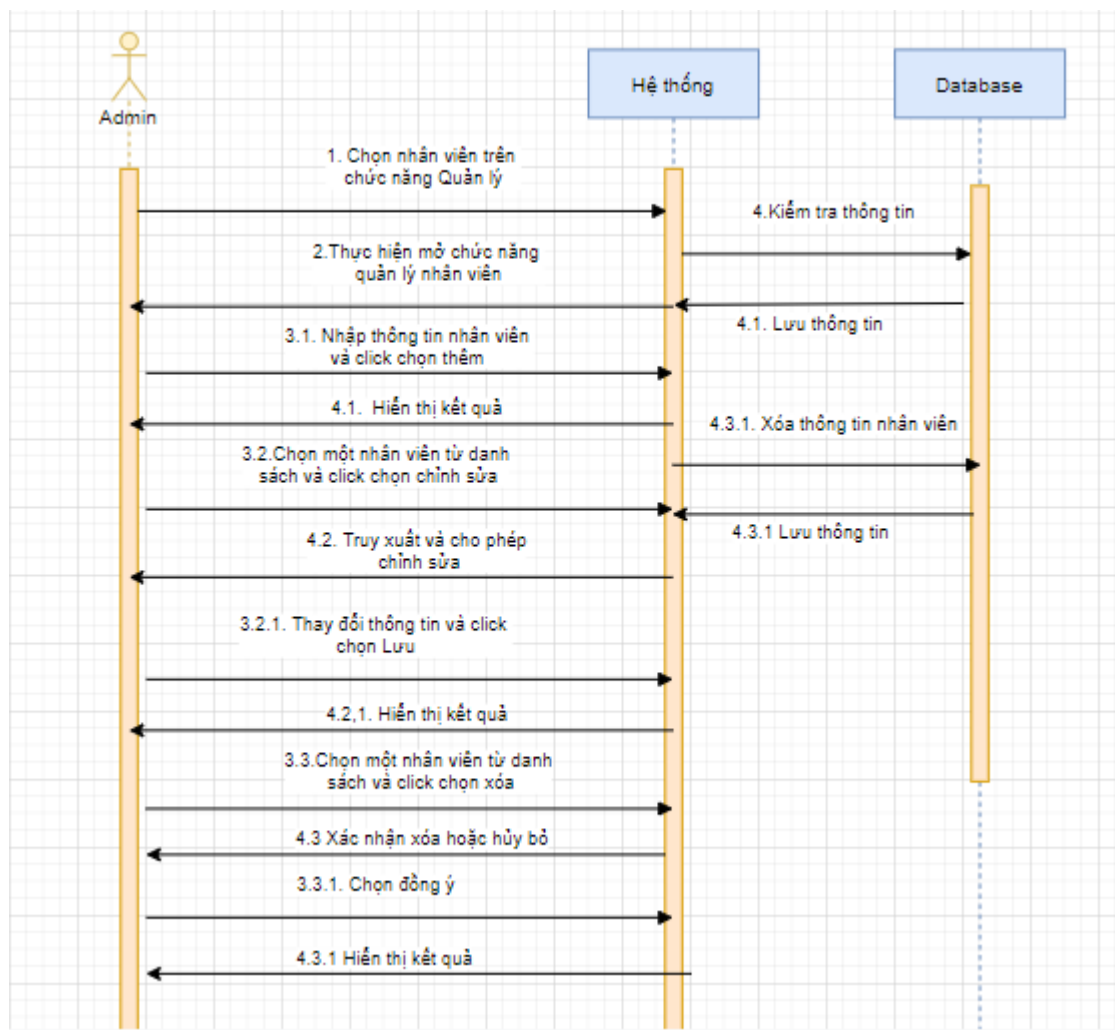 Hệ thống
Database
Admin
1. Chọn nhân viên trên
chức năng Quản lý
4.Kiểm tra thông tin
2.Thực hiện mở chức năng
quản lý nhân viên
4.1. Lưu thông tin
3.1. Nhập thông tin nhân viên
và click chọn thêm
4.1. Hiển thị kết quả
4.3.1. Xóa thông tin nhân viên
3.2.Chọn một nhân viên từ danh
sách và click chọn chỉnh sửa
4.3.1 Lưu thông tin
4.2. Truy xuất và cho phép
chỉnh sửa
3.2.1. Thay đổi thông tin và click
chọn Lưu
4.2,1. Hiển thị kết quả
3.3.Chọn một nhân viên từ danh
sách và click chọn xóa
4.3 Xác nhận xóa hoặc hủy bỏ
3.3.1. Chọn đồng ý
4.3.1 Hiển thị kết quả